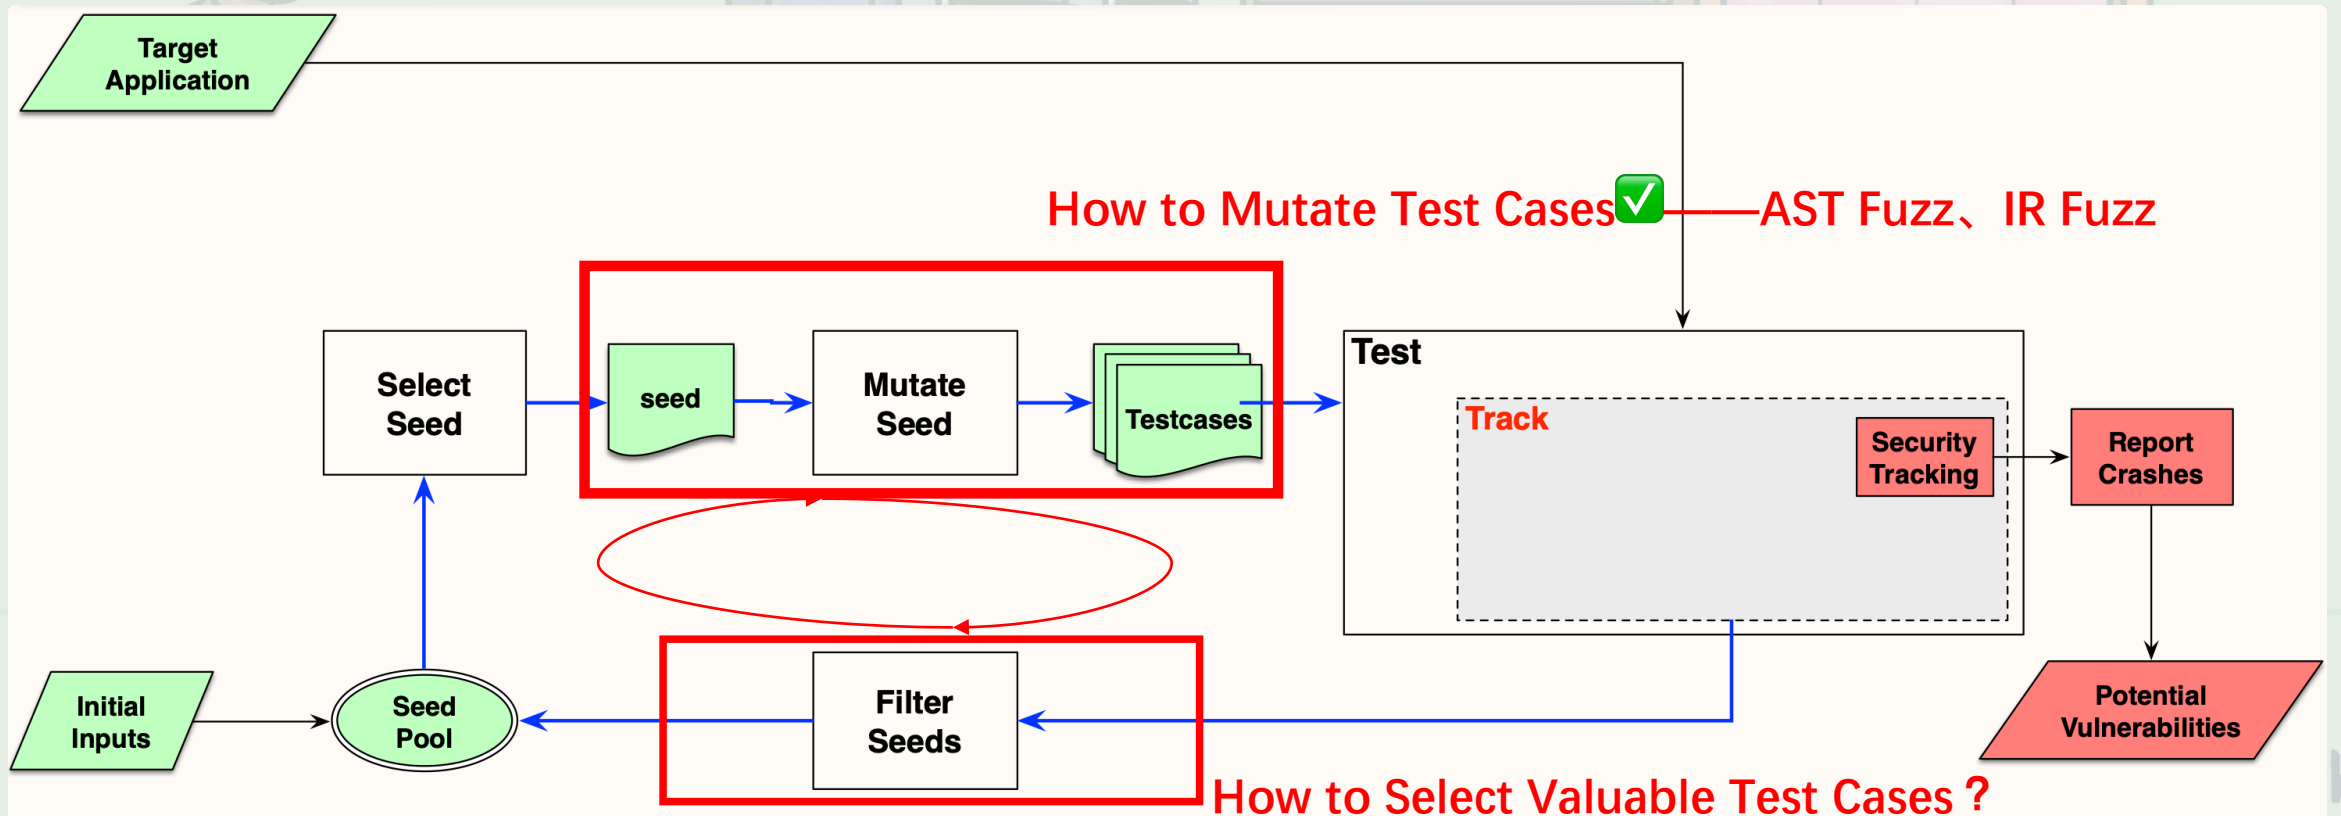 Target
Application
How to Mutate Test Cases✅——AST Fuzz、IR Fuzz
Select
Seed
seed
Mutate
Seed
Testcases
Test
Track
Security
Tracking
Report
Crashes
Initial
Inputs
Seed
Pool
Filter
Seeds
Potential
Vulnerabilities
How to Select Valuable Test Cases？